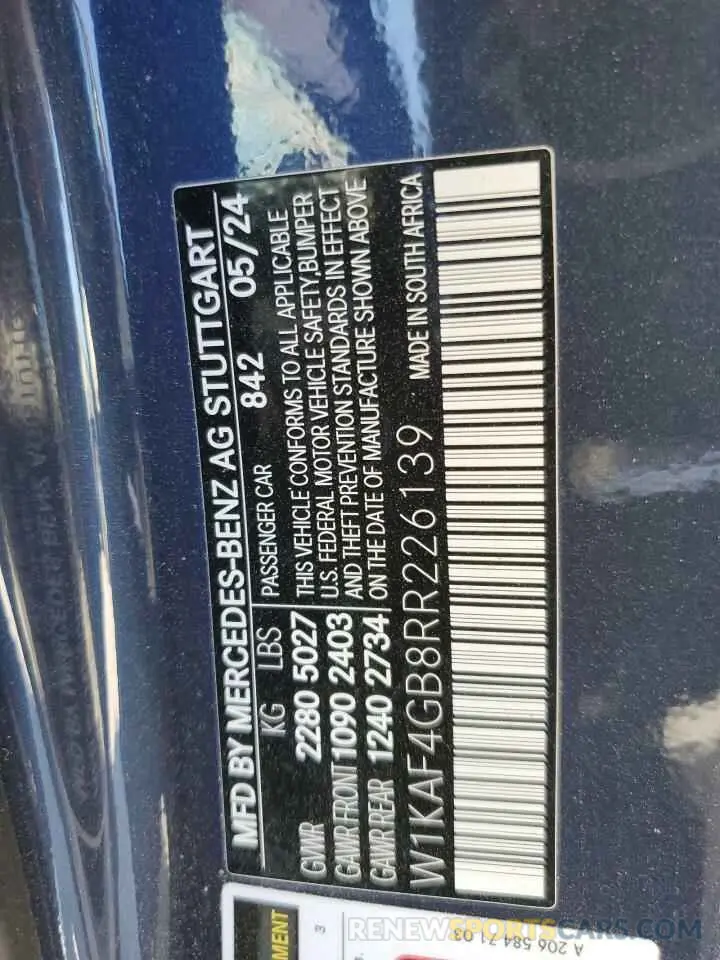 MFD BY MERCEDES-BENZ AG STUTTGART
KG LBS 842 05/24
PASSENGER CAR
GVWR 2280 5027
GAWR FRONT 1090 2403
GAWR REAR 1240 2734
THIS VEHICLE CONFORMS TO ALL APPLICABLE
U.S. FEDERAL MOTOR VEHICLE SAFETY, BUMPER
AND THEFT PREVENTION STANDARDS IN EFFECT
ON THE DATE OF MANUFACTURE SHOWN ABOVE
W1KAF4GB8RR226139 MADE IN SOUTH AFRICA
MENT
3
A 206 584 71 03
RENEWSPORTSCARS.COM